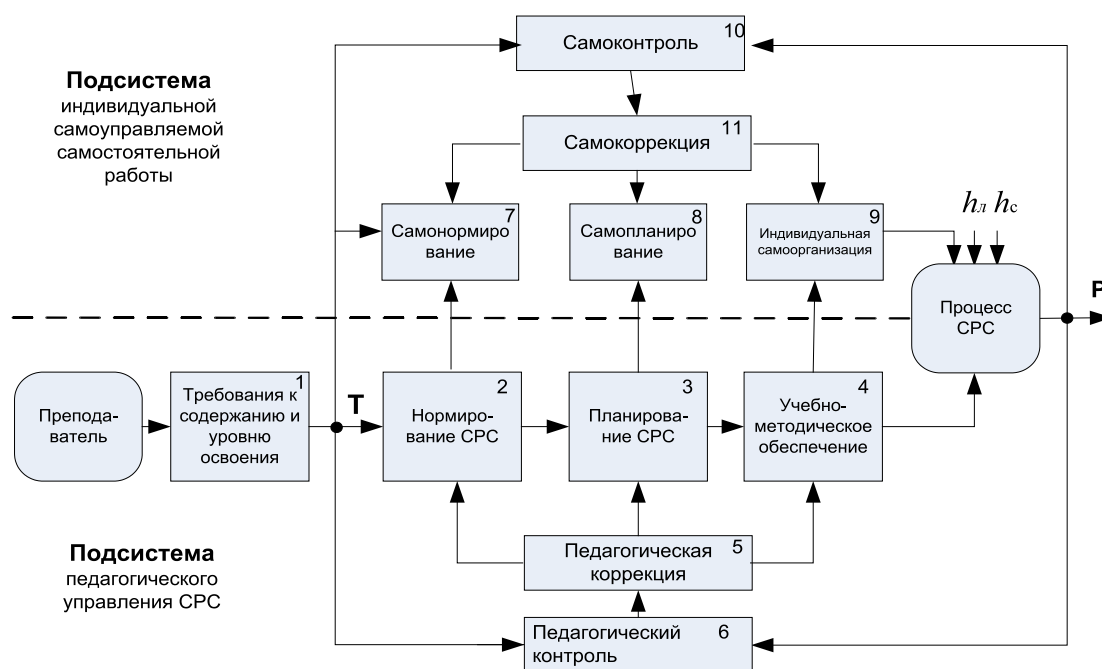 10
Самоконтроль
Подсистема
индивидуальной
самоуправляемой
самостоятельной
работы
11
Самокоррекция
7
Самонормиро
вание
8
Самопланиро
вание
9
Индивидуальная
самоорганизация
hл hс
Процесс
СРС
P
Препода-
ватель
1
Требования к
содержанию и
уровню
освоения
T
2
Нормиро-
вание СРС
3
Планирова-
ние СРС
4
Учебно-
методическое
обеспечение
Подсистема
педагогического
управления СРС
5
Педагогическая
коррекция
6
Педагогический
контроль